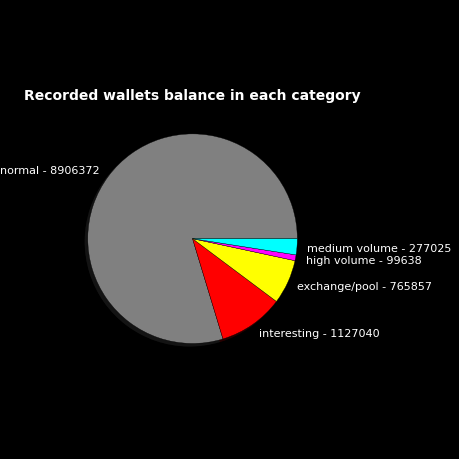 Recorded wallets balance in each category
normal - 8906372
medium volume - 277025
high volume - 99638
exchange/pool - 765857
interesting - 1127040